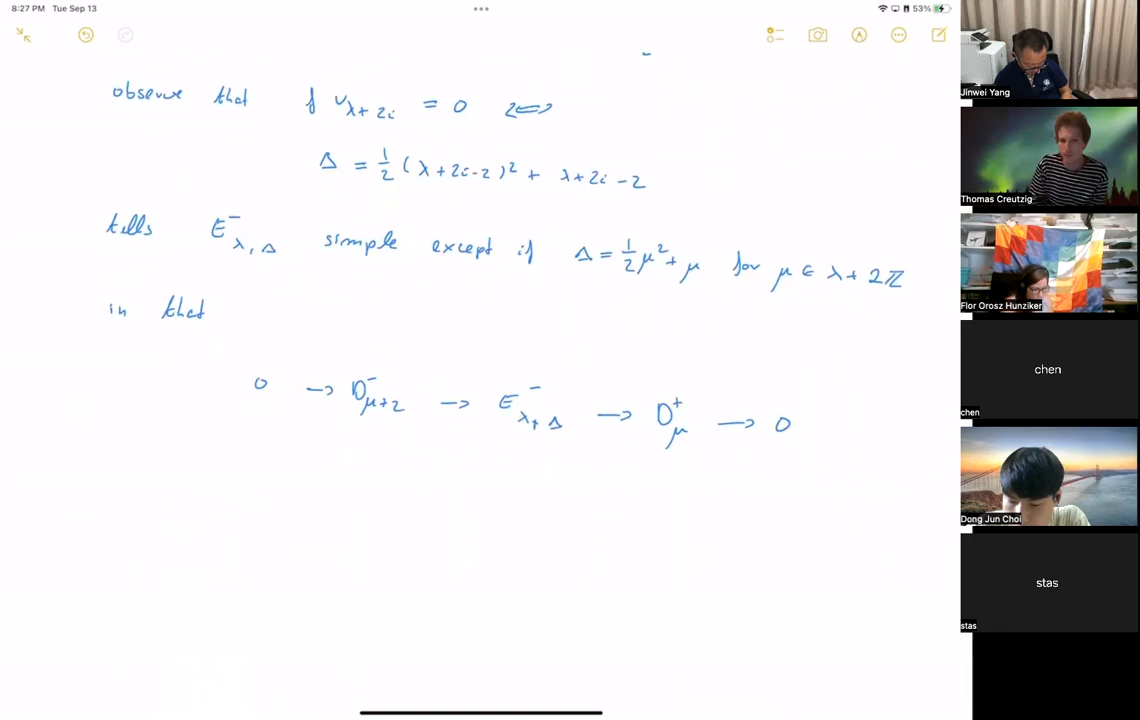 8:27 PM Tue Sep 13
53%
observe that f v_{λ+2i} = 0 ⟺
Δ = 1/2 (λ+2i-2)² + λ+2i-2
tells E⁻_{λ,Δ} simple except if Δ = 1/2 μ² + μ for μ ∈ λ + 2ℤ
in that
0 → D⁻_{μ+2} → E⁻_{λ,Δ} → D⁺_μ → 0
Jinwei Yang
Thomas Creutzig
Flor Orosz Hunziker
chen
chen
Dong Jun Choi
stas
stas